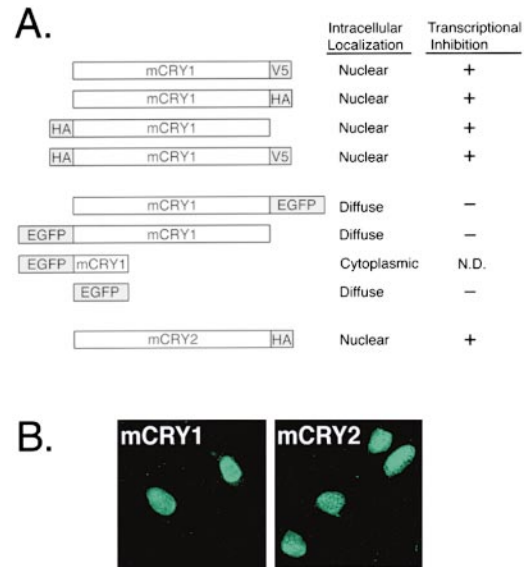 A.
Intracellular Transcriptional
Localization Inhibition
mCRY1 V5 Nuclear +
mCRY1 HA Nuclear +
HA mCRY1 Nuclear +
HA mCRY1 V5 Nuclear +
mCRY1 EGFP Diffuse −
EGFP mCRY1 Diffuse −
EGFP mCRY1 Cytoplasmic N.D.
EGFP Diffuse −
mCRY2 HA Nuclear +
B.
mCRY1 mCRY2